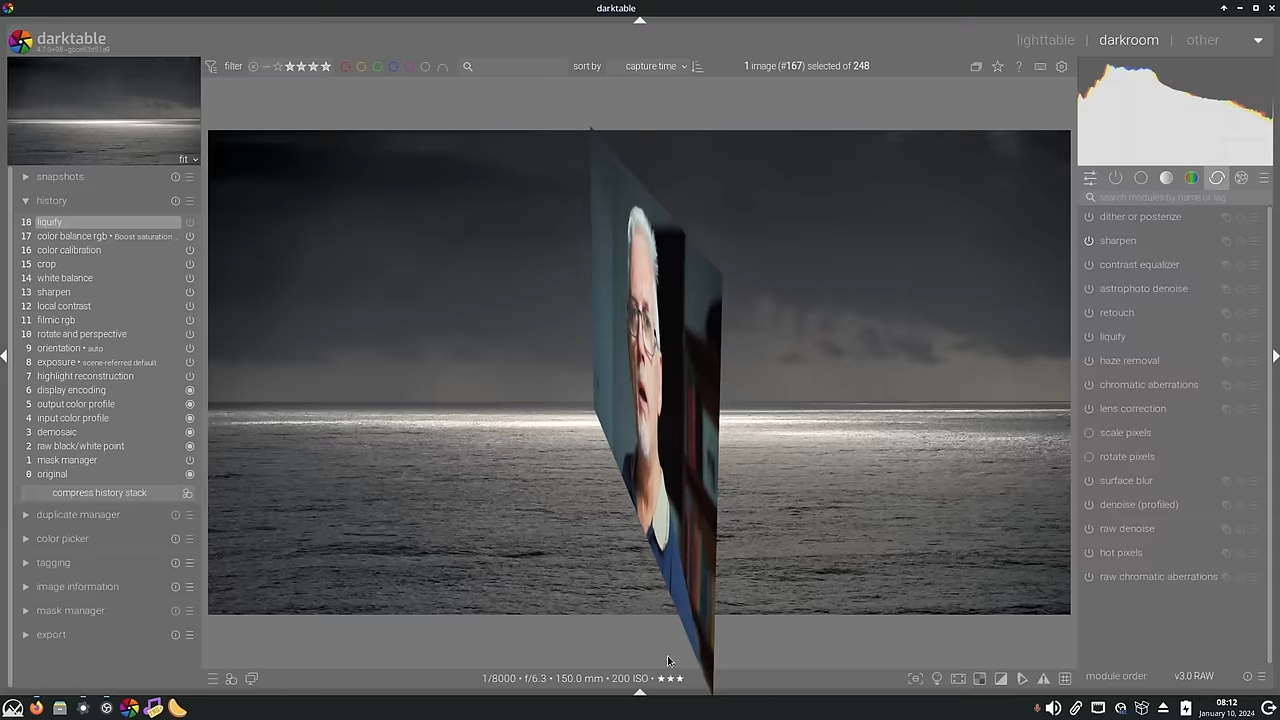 darktable
darktable
lighttable | darkroom | other
4.7.0+98~gbce83d51a9
filter
sort by capture time
1 image (#167) selected of 248
fit
snapshots
history
18 liquify
17 color balance rgb • Boost saturation ...
16 color calibration
15 crop
14 white balance
13 sharpen
12 local contrast
11 filmic rgb
10 rotate and perspective
9 orientation • auto
8 exposure • scene-referred default
7 highlight reconstruction
6 display encoding
5 output color profile
4 input color profile
3 demosaic
2 raw black/white point
1 mask manager
0 original
compress history stack
duplicate manager
color picker
tagging
image information
mask manager
export
1/8000 • f/6.3 • 150.0 mm • 200 ISO • ★★★
search modules by name or tag
dither or posterize
sharpen
contrast equalizer
astrophoto denoise
retouch
liquify
haze removal
chromatic aberrations
lens correction
scale pixels
rotate pixels
surface blur
denoise (profiled)
raw denoise
hot pixels
raw chromatic aberrations
module order v3.0 RAW
08:12
January 10, 2024